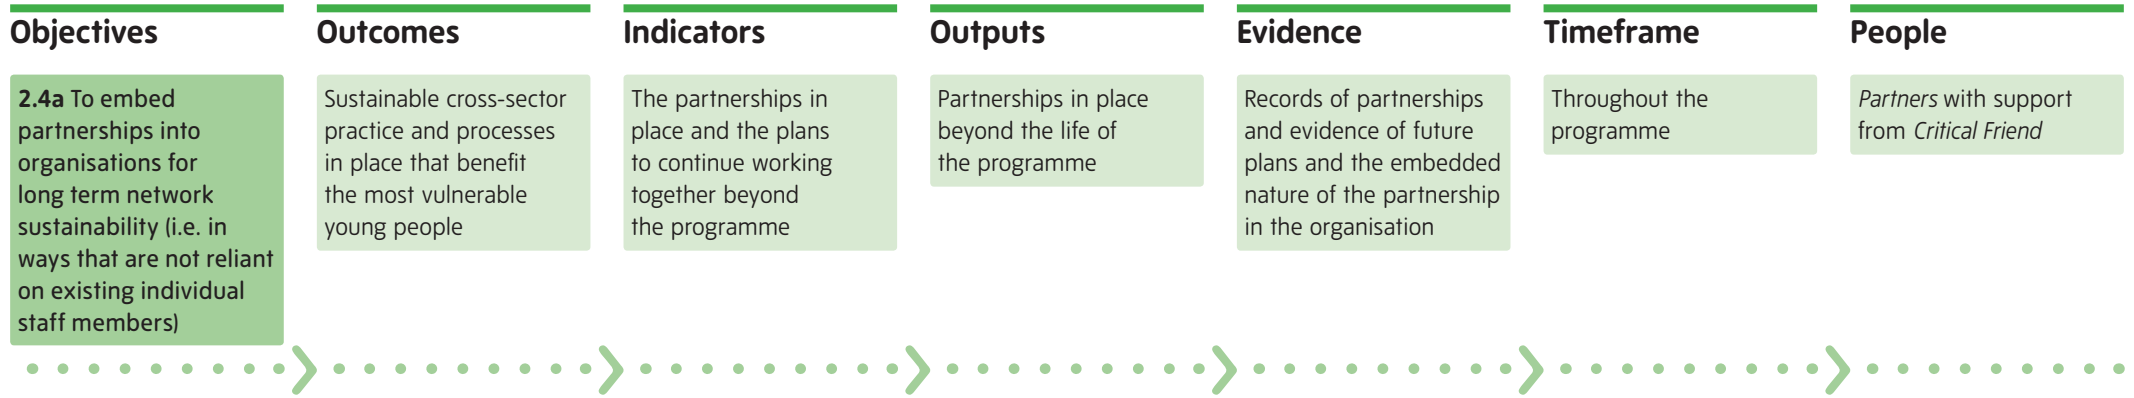 Objectives
2.4a To embed
partnerships into
organisations for
long term network
sustainability (i.e. in
ways that are not reliant
on existing individual
staff members)
Outcomes
Sustainable cross-sector
practice and processes
in place that benefit
the most vulnerable
young people
Indicators
The partnerships in
place and the plans
to continue working
together beyond
the programme
Outputs
Partnerships in place
beyond the life of
the programme
Evidence
Records of partnerships
and evidence of future
plans and the embedded
nature of the partnership
in the organisation
Timeframe
Throughout the
programme
People
Partners with support
from Critical Friend